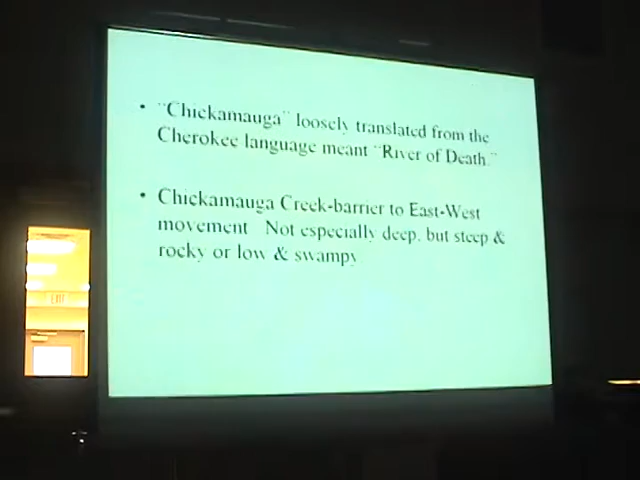 • "Chickamauga" loosely translated from the
Cherokee language meant "River of Death."
• Chickamauga Creek-barrier to East-West
movement Not especially deep, but steep &
rocky or low & swampy
EXIT